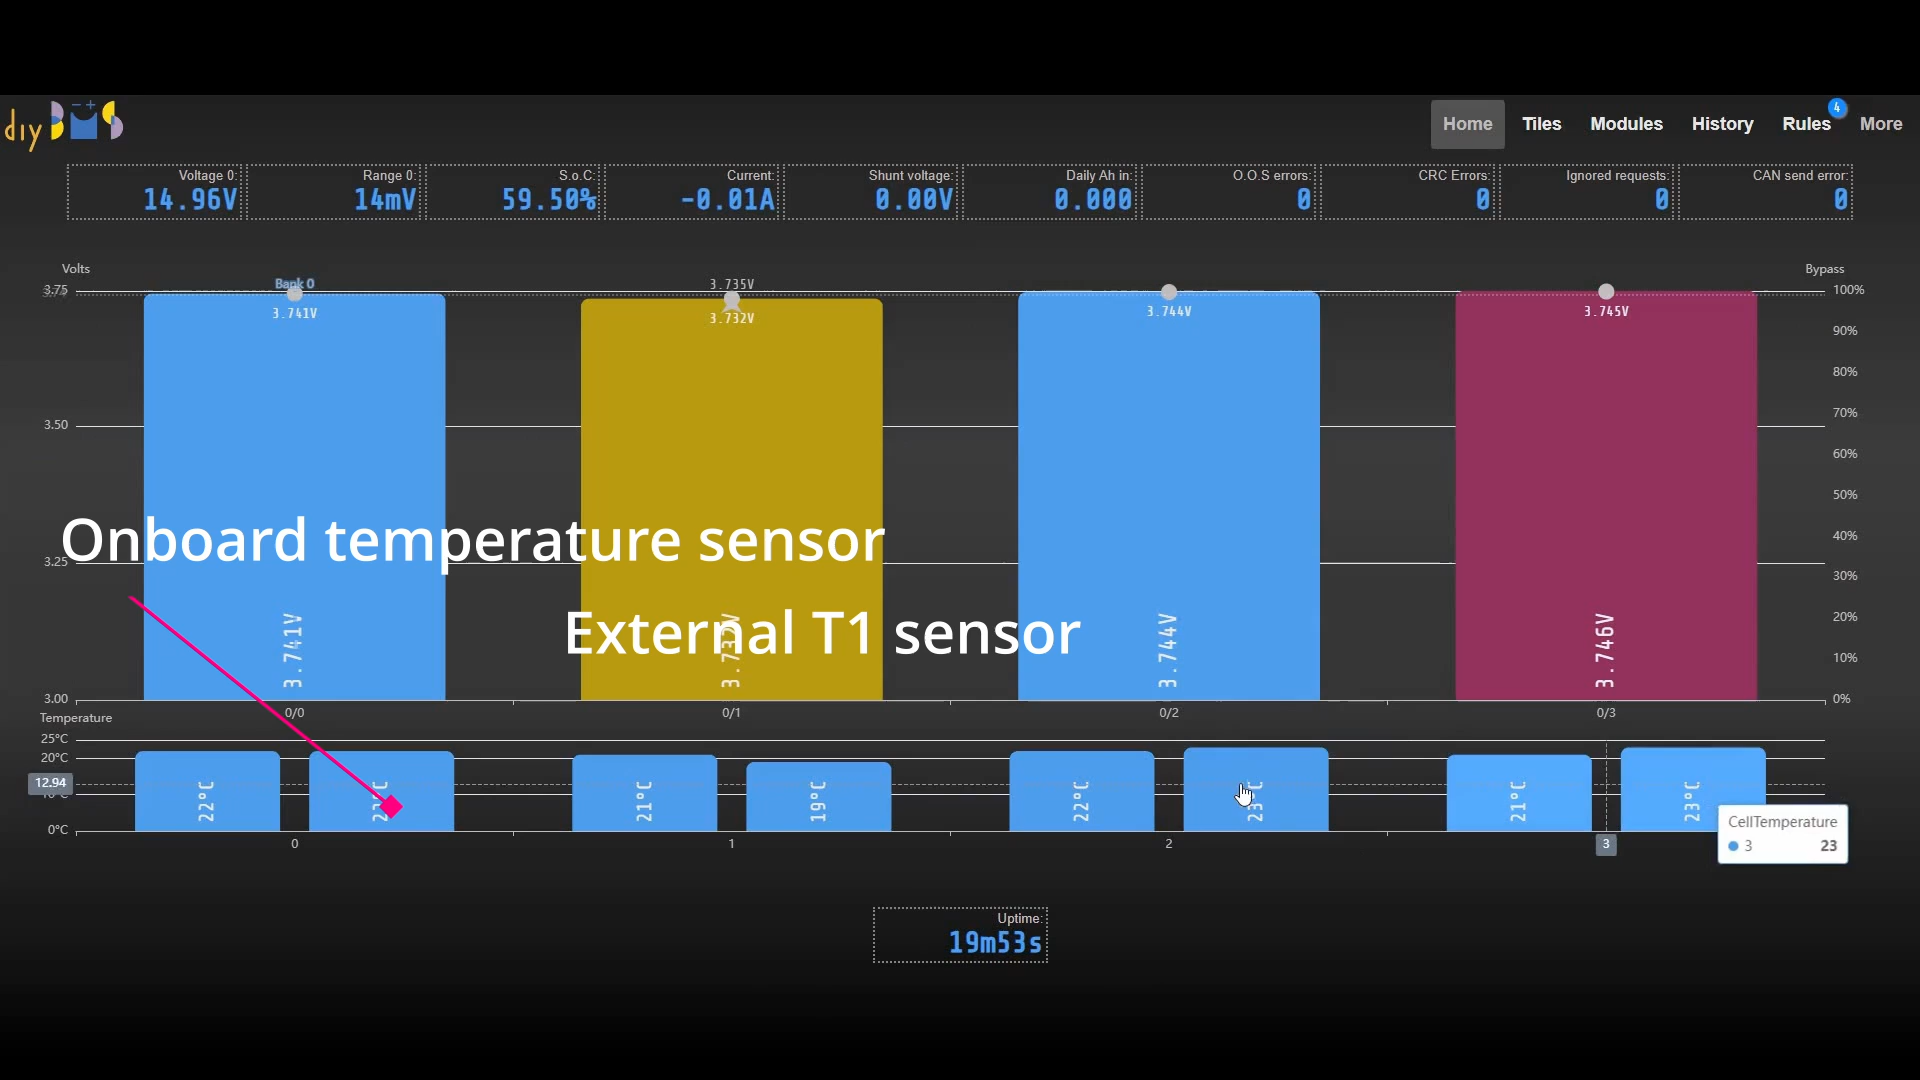 diyBMS
Home Tiles Modules History Rules 4 More
Voltage 0: Range 0: S.o.C: Current: Shunt voltage: Daily Ah in: O.O.S errors: CRC Errors: Ignored requests: CAN send error:
14.96V 14mV 59.50% -0.01A 0.00V 0.000 0 0 0 0
Volts Bypass
Bank 0
3.75
3.735V
100%
3.741V 3.732V 3.744V 3.745V
90%
80%
70%
3.50
60%
50%
Onboard temperature sensor
40%
3.25
30%
20%
External T1 sensor
3.741V 3.744V 3.746V
10%
3.00 0%
0/0 0/1 0/2 0/3
Temperature
25°C
20°C
12.94
22°C 21°C 19°C 22°C 23°C 21°C 23°C
0°C
0 1 2 3
CellTemperature
3 23
Uptime:
19m53s